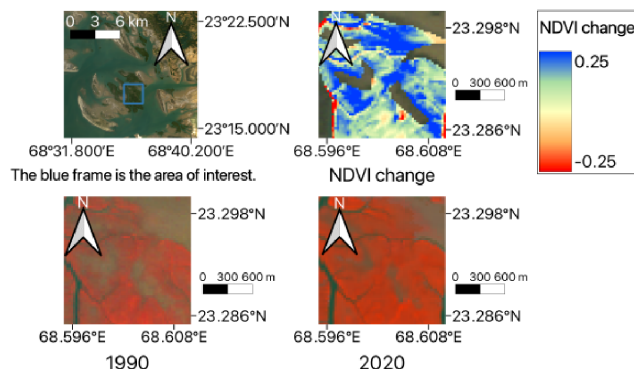 0 3 6 km
N
23°22.500'N
23°15.000'N
68°31.800'E 68°40.200'E
The blue frame is the area of interest.
N
23.298°N
0 300 600 m
23.286°N
68.596°E 68.608°E
NDVI change
NDVI change
0.25
-0.25
N
23.298°N
0 300 600 m
23.286°N
68.596°E 68.608°E
1990
N
23.298°N
0 300 600 m
23.286°N
68.596°E 68.608°E
2020